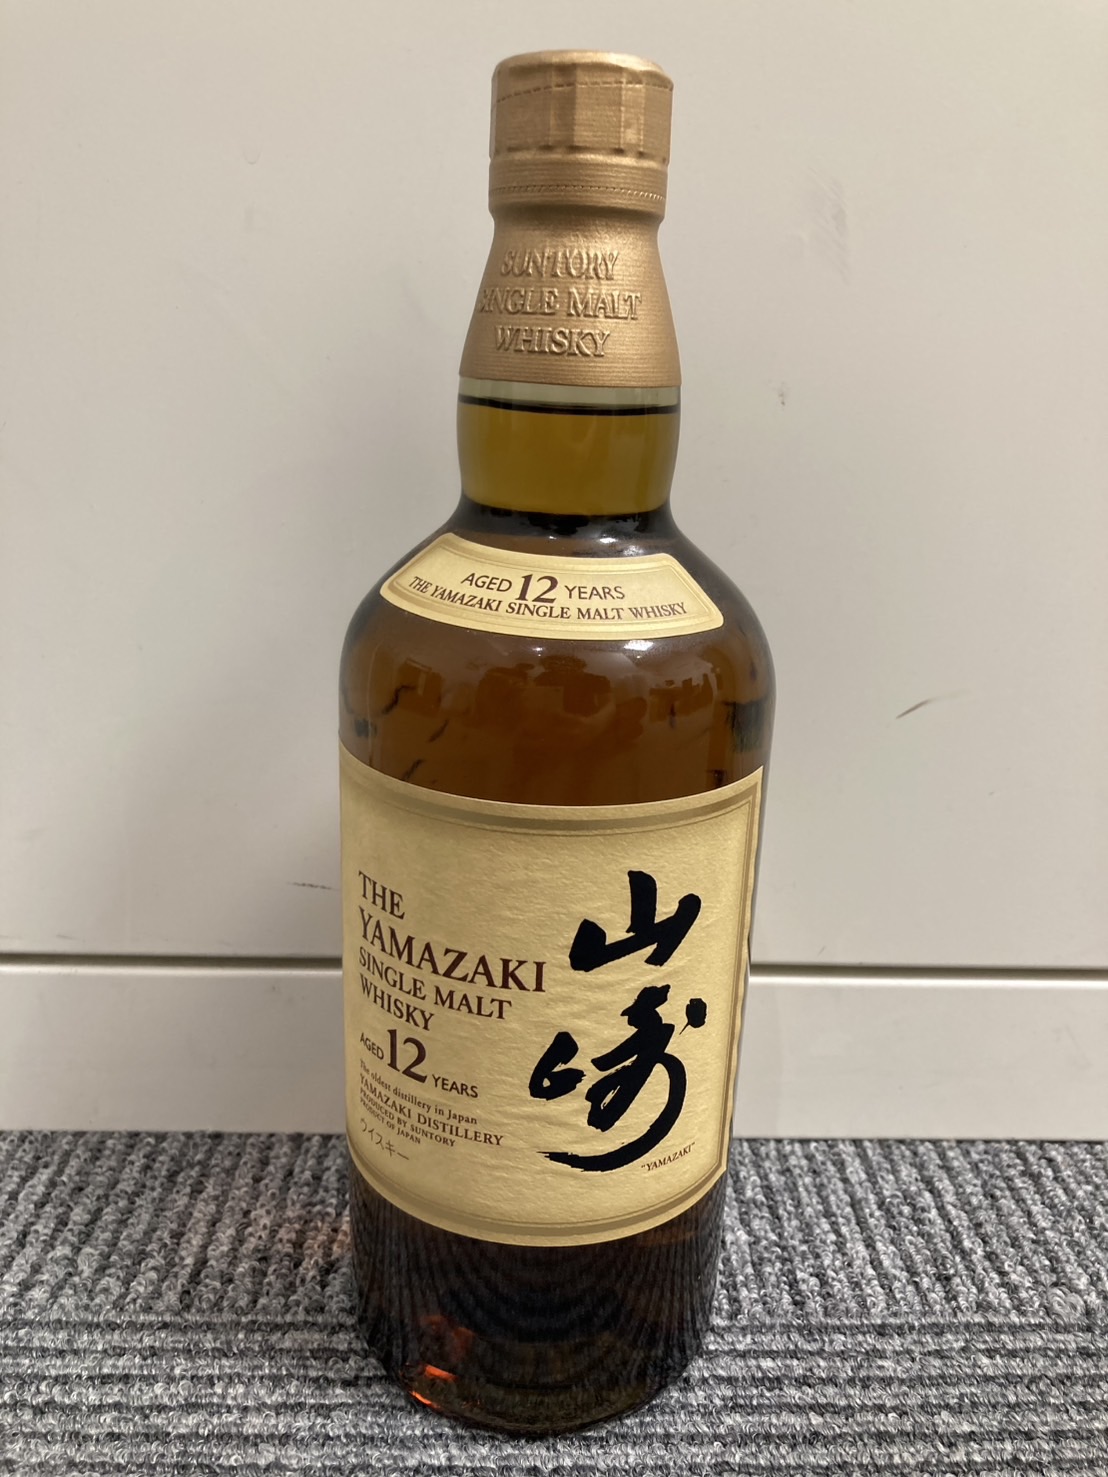 SUNTORY
SINGLE MALT
WHISKY
AGED 12 YEARS
THE YAMAZAKI SINGLE MALT WHISKY
THE
YAMAZAKI
SINGLE MALT
WHISKY
AGED 12 YEARS
The oldest distillery in Japan
YAMAZAKI DISTILLERY
PRODUCED BY SUNTORY
PRODUCT OF JAPAN
ウイスキー
山崎
"YAMAZAKI"